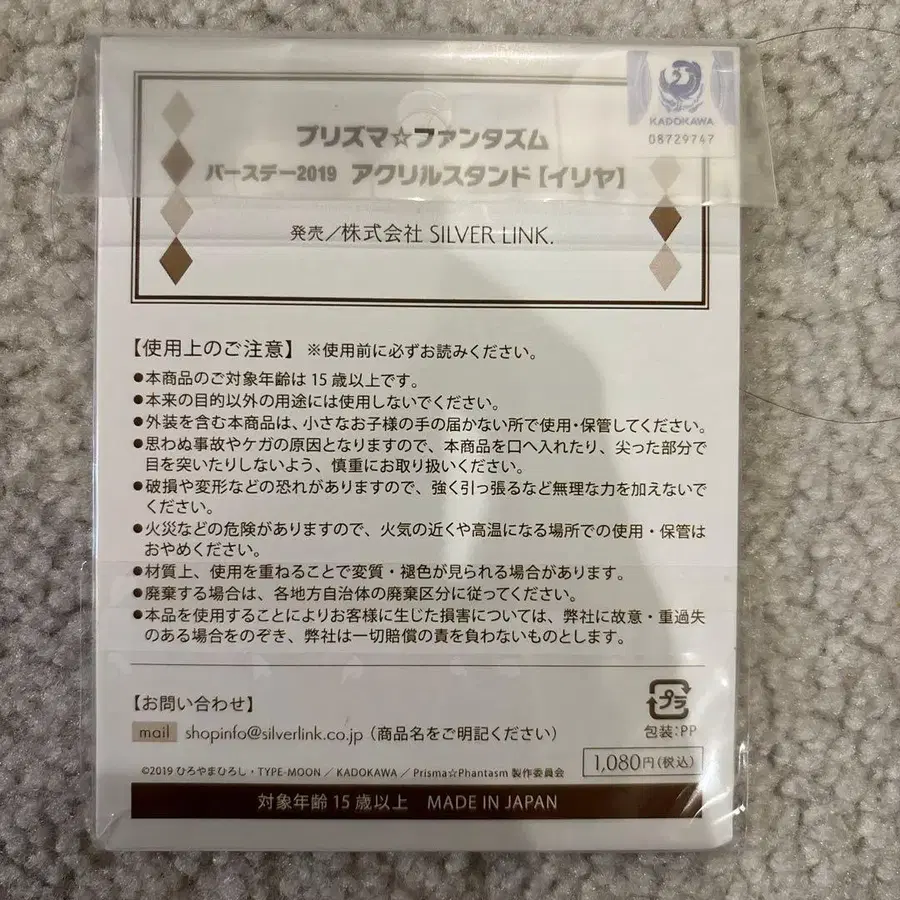 KADOKAWA
08729747
プリズマ☆ファンタズム
バースデー2019 アクリルスタンド【イリヤ】
発売／株式会社 SILVER LINK.
【使用上のご注意】 ※使用前に必ずお読みください。
●本商品のご対象年齢は 15 歳以上です。
●本来の目的以外の用途には使用しないでください。
●外装を含む本商品は、小さなお子様の手の届かない所で使用・保管してください。
●思わぬ事故やケガの原因となりますので、本商品を口へ入れたり、尖った部分で
目を突いたりしないよう、慎重にお取り扱いください。
●破損や変形などの恐れがありますので、強く引っ張るなど無理な力を加えないで
ください。
●火災などの危険がありますので、火気の近くや高温になる場所での使用・保管は
おやめください。
●材質上、使用を重ねることで変質・褪色が見られる場合があります。
●廃棄する場合は、各地方自治体の廃棄区分に従ってください。
●本品を使用することによりお客様に生じた損害については、弊社に故意・重過失
のある場合をのぞき、弊社は一切賠償の責を負わないものとします。
【お問い合わせ】
mail shopinfo@silverlink.co.jp（商品名をご明記ください）
プラ
包装：PP
©2019 ひろやまひろし・TYPE-MOON ／ KADOKAWA ／ Prisma☆Phantasm 製作委員会
1,080円（税込）
対象年齢 15 歳以上 MADE IN JAPAN